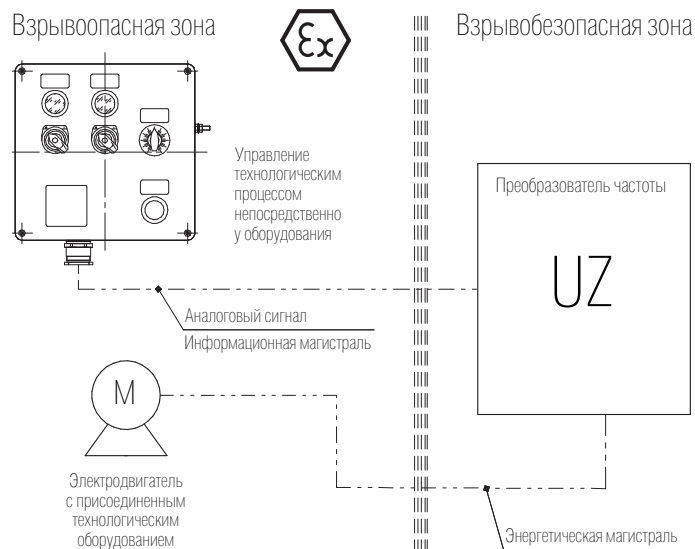 Взрывоопасная зона
Ex
Взрывобезопасная зона
Управление
технологическим
процессом
непосредственно
у оборудования
Преобразователь частоты
UZ
Аналоговый сигнал
Информационная магистраль
M
Электродвигатель
с присоединенным
технологическим
оборудованием
Энергетическая магистраль